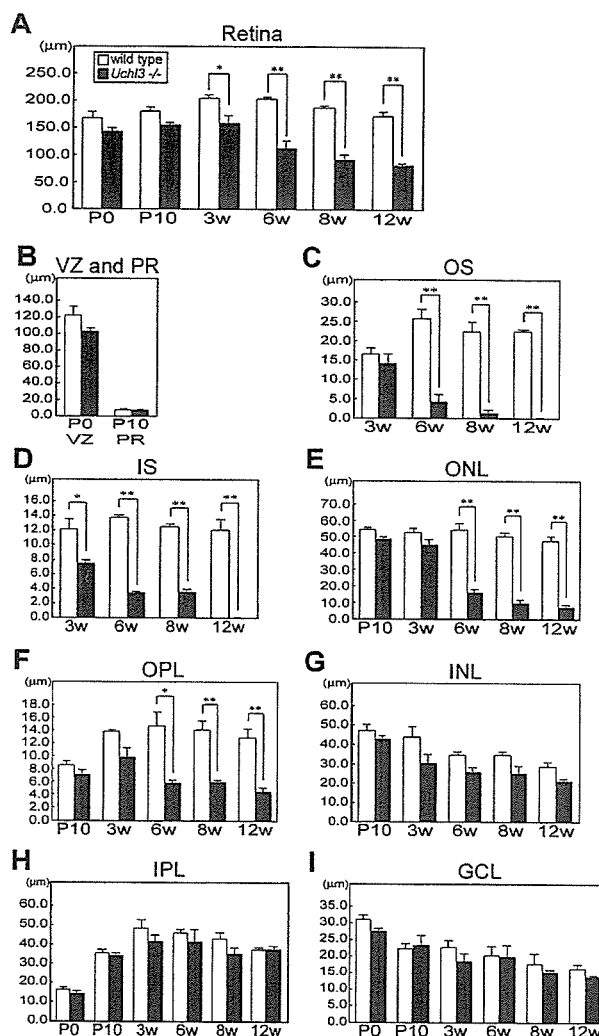 A
Retina
(μm)
wild type
Uchl3 -/-
* ** ** **
250.0
200.0
150.0
100.0
50.0
0.0
P0 P10 3w 6w 8w 12w
B
VZ and PR
(μm)
140.0
120.0
100.0
80.0
60.0
40.0
20.0
0.0
P0 P10
VZ PR
C
OS
(μm)
** ** **
30.0
25.0
20.0
15.0
10.0
5.0
0.0
3w 6w 8w 12w
D
IS
(μm)
* ** ** **
14.0
12.0
10.0
8.0
6.0
4.0
2.0
0.0
3w 6w 8w 12w
E
ONL
(μm)
** ** **
70.0
60.0
50.0
40.0
30.0
20.0
10.0
0.0
P10 3w 6w 8w 12w
F
OPL
(μm)
* ** **
18.0
16.0
14.0
12.0
10.0
8.0
6.0
4.0
2.0
0.0
P10 3w 6w 8w 12w
G
INL
(μm)
70.0
60.0
50.0
40.0
30.0
20.0
10.0
0.0
P10 3w 6w 8w 12w
H
IPL
(μm)
60.0
50.0
40.0
30.0
20.0
10.0
0.0
P0 P10 3w 6w 8w 12w
I
GCL
(μm)
35.0
30.0
25.0
20.0
15.0
10.0
5.0
0.0
P0 P10 3w 6w 8w 12w